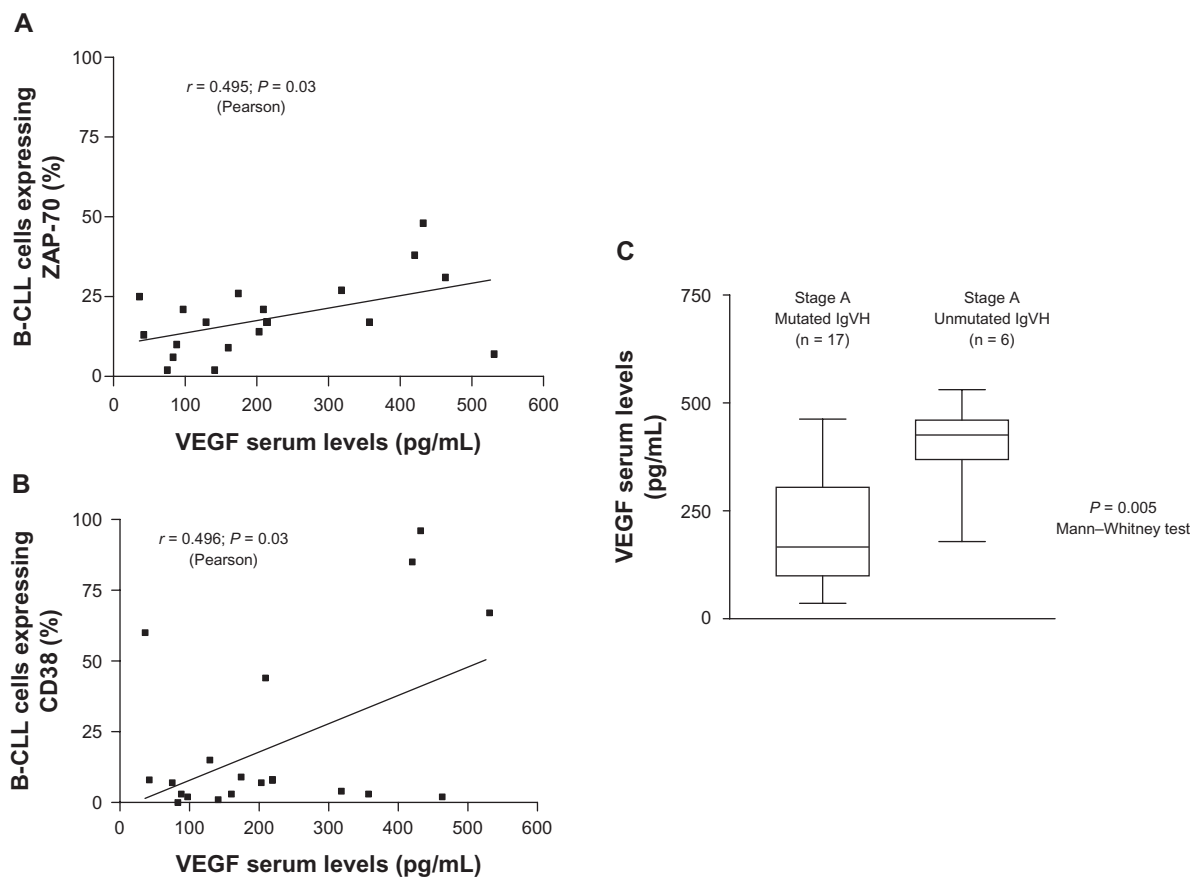 A
B-CLL cells expressing
ZAP-70 (%)
100
75
50
25
0
r = 0.495; P = 0.03
(Pearson)
0 100 200 300 400 500 600
VEGF serum levels (pg/mL)
B
B-CLL cells expressing
CD38 (%)
100
75
50
25
0
r = 0.496; P = 0.03
(Pearson)
0 100 200 300 400 500 600
VEGF serum levels (pg/mL)
C
VEGF serum levels
(pg/mL)
750
500
250
0
Stage A
Mutated IgVH
(n = 17)
Stage A
Unmutated IgVH
(n = 6)
P = 0.005
Mann–Whitney test